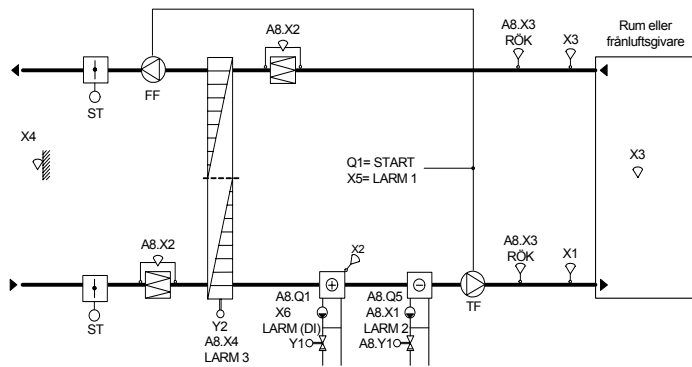 A8.X2
A8.X3
RÖK
X3
Rum eller
frånluftsgivare
ST
FF
X4
Q1= START
X5= LARM 1
X3
A8.X2
X2
A8.X3
RÖK
X1
ST
Y2
A8.X4
LARM 3
A8.Q1
X6
LARM (DI)
Y1
A8.Q5
A8.X1
LARM 2
A8.Y1
TF